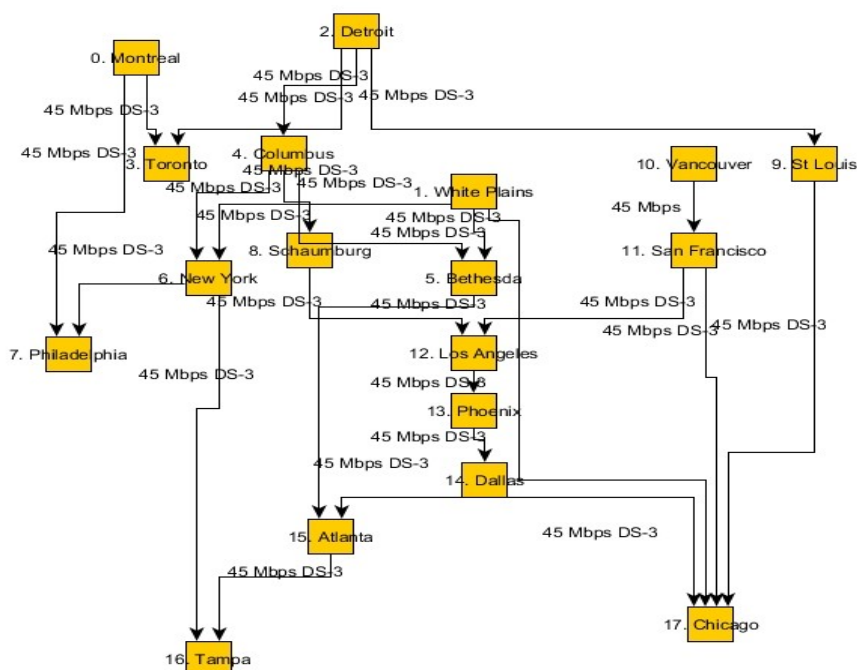 2. Detroit
0. Montreal
45 Mbps DS-3
45 Mbps DS-3
45 Mbps DS-3
45 Mbps DS-3
45 Mbps DS-3
3. Toronto
4. Columbus
10. Vancouver
9. St Louis
45 Mbps DS-3
45 Mbps DS-3
45 Mbps DS-3
1. White Plains
45 Mbps
45 Mbps DS-3
45 Mbps DS-3
45 Mbps DS-3
45 Mbps DS-3
8. Schaumburg
11. San Francisco
6. New York
5. Bethesda
45 Mbps DS-3
45 Mbps DS-3
45 Mbps DS-3
45 Mbps DS-3
45 Mbps DS-3
7. Philadelphia
12. Los Angeles
45 Mbps DS-3
45 Mbps DS-3
13. Phoenix
45 Mbps DS-3
45 Mbps DS-3
14. Dallas
15. Atlanta
45 Mbps DS-3
45 Mbps DS-3
17. Chicago
16. Tampa